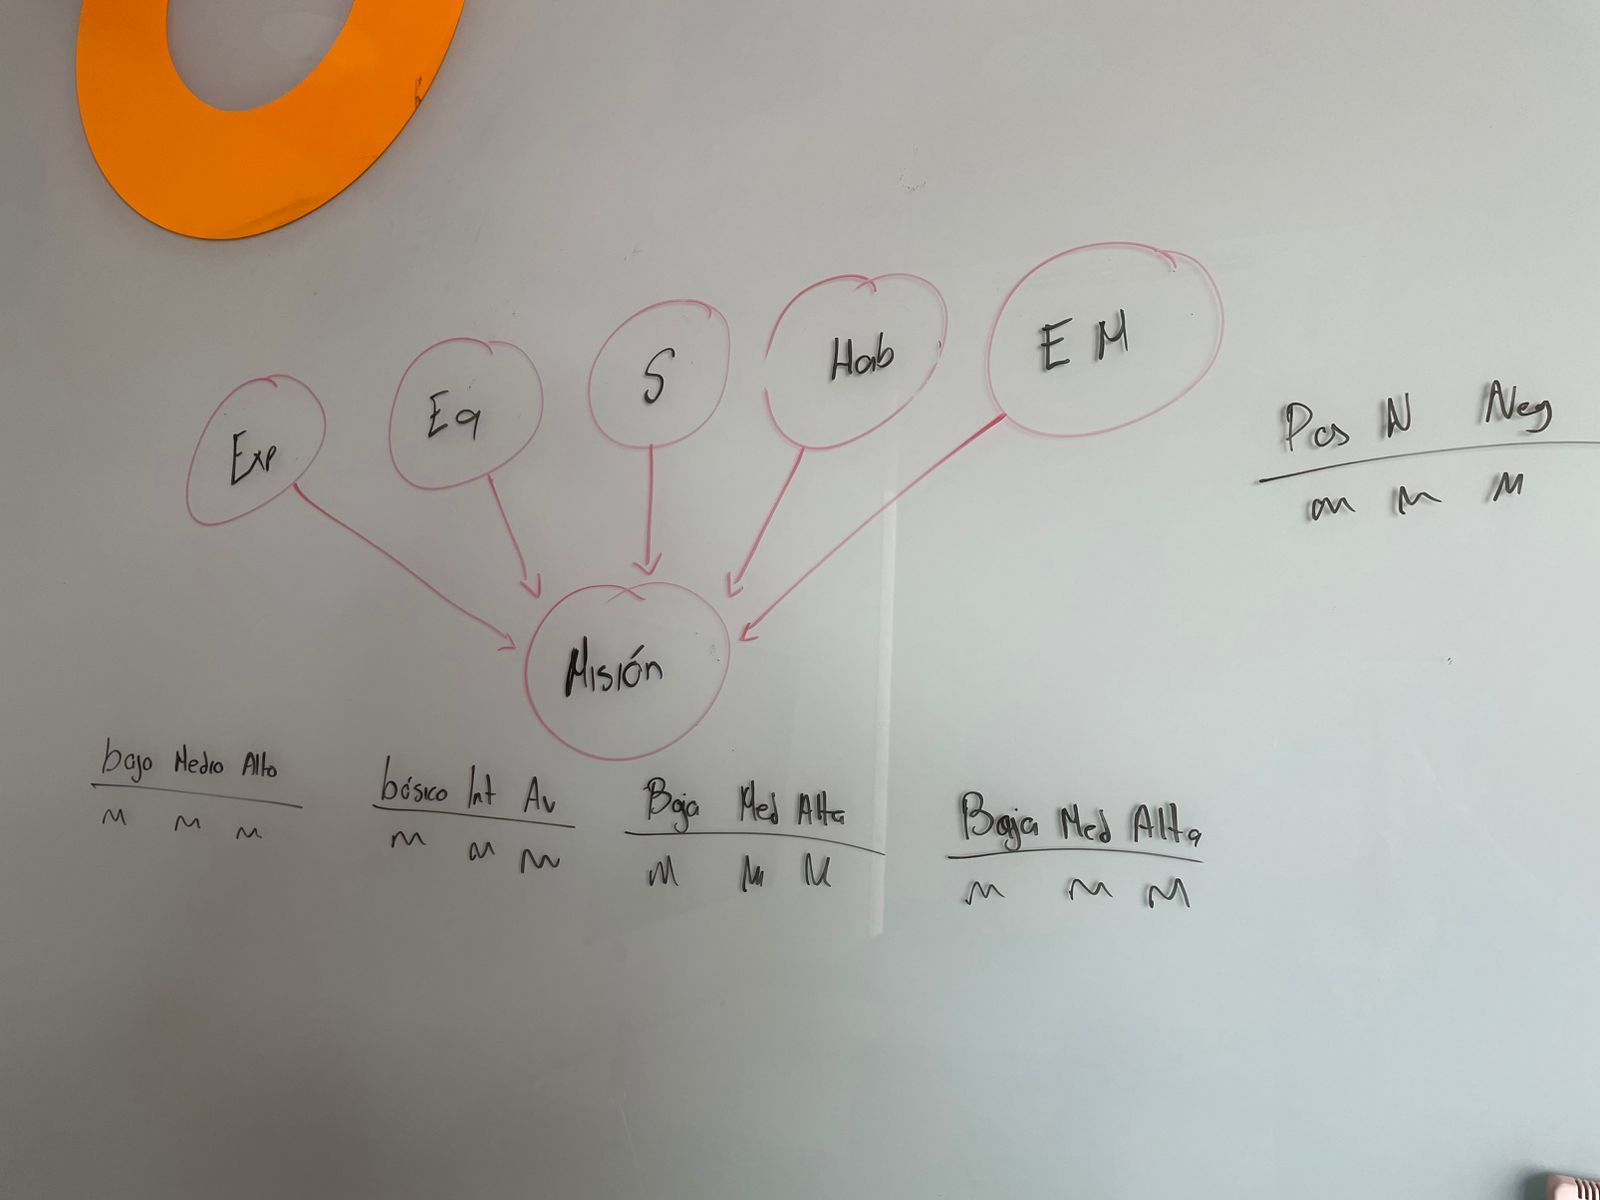 Exp
Eq
S
Hab
E M
Pos N Neg
Misión
bajo Medio Alto
básico Int Av
Baja Med Alta
Baja Med Alta